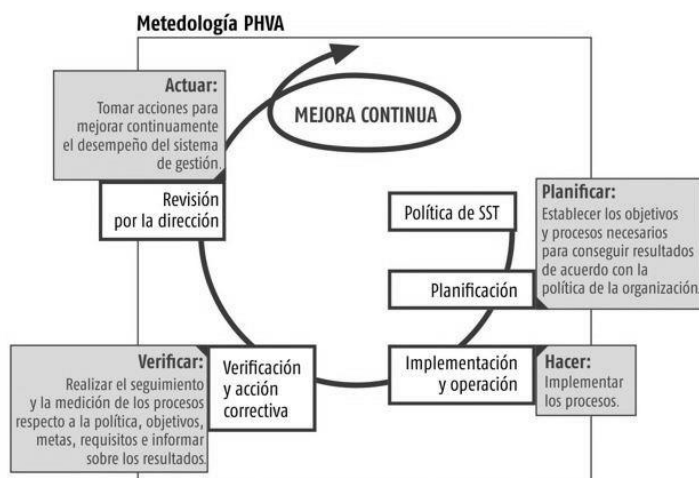 Metedología PHVA
Actuar:
Tomar acciones para
mejorar continuamente
el desempeño del sistema
de gestión.
MEJORA CONTINUA
Revisión
por la dirección
Política de SST
Planificar:
Establecer los objetivos
y procesos necesarios
para conseguir resultados
de acuerdo con la
política de la organización.
Planificación
Verificar:
Realizar el seguimiento
y la medición de los procesos
respecto a la política, objetivos,
metas, requisitos e informar
sobre los resultados.
Verificación
y acción
correctiva
Implementación
y operación
Hacer:
Implementar
los procesos.